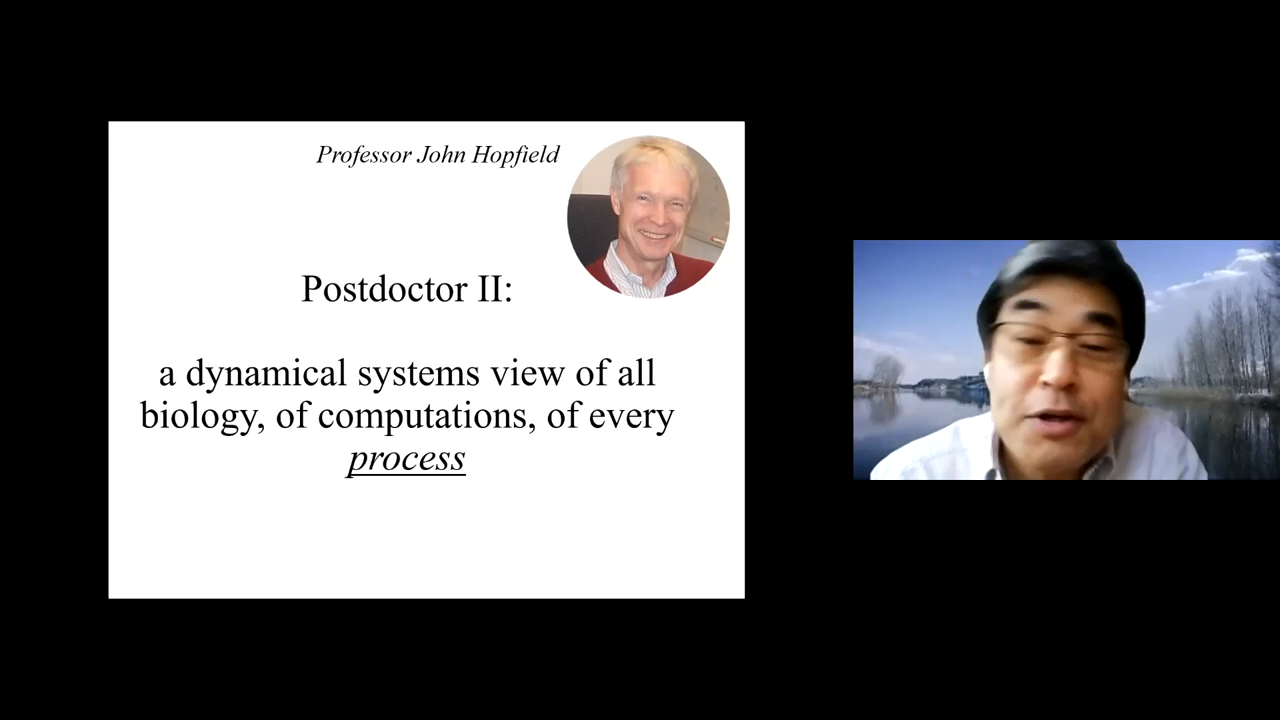 Professor John Hopfield
Postdoctor II:
a dynamical systems view of all
biology, of computations, of every
process